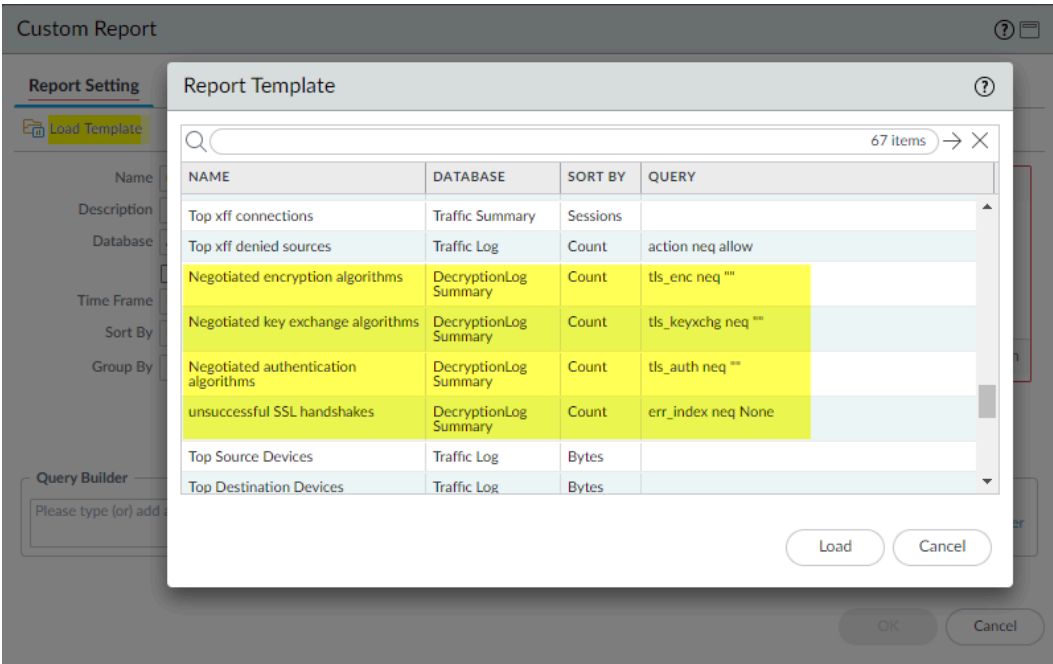 Custom Report
Report Setting
Load Template
Name
Description
Database
Time Frame
Sort By
Group By
Query Builder
Please type (or) add a
Report Template
67 items
NAME DATABASE SORT BY QUERY
Top xff connections Traffic Summary Sessions
Top xff denied sources Traffic Log Count action neq allow
Negotiated encryption algorithms DecryptionLog Count tls_enc neq ""
Summary
Negotiated key exchange algorithms DecryptionLog Count tls_keyxchg neq ""
Summary
Negotiated authentication DecryptionLog Count tls_auth neq ""
algorithms Summary
unsuccessful SSL handshakes DecryptionLog Count err_index neq None
Summary
Top Source Devices Traffic Log Bytes
Top Destination Devices Traffic Log Bytes
Load Cancel
OK Cancel